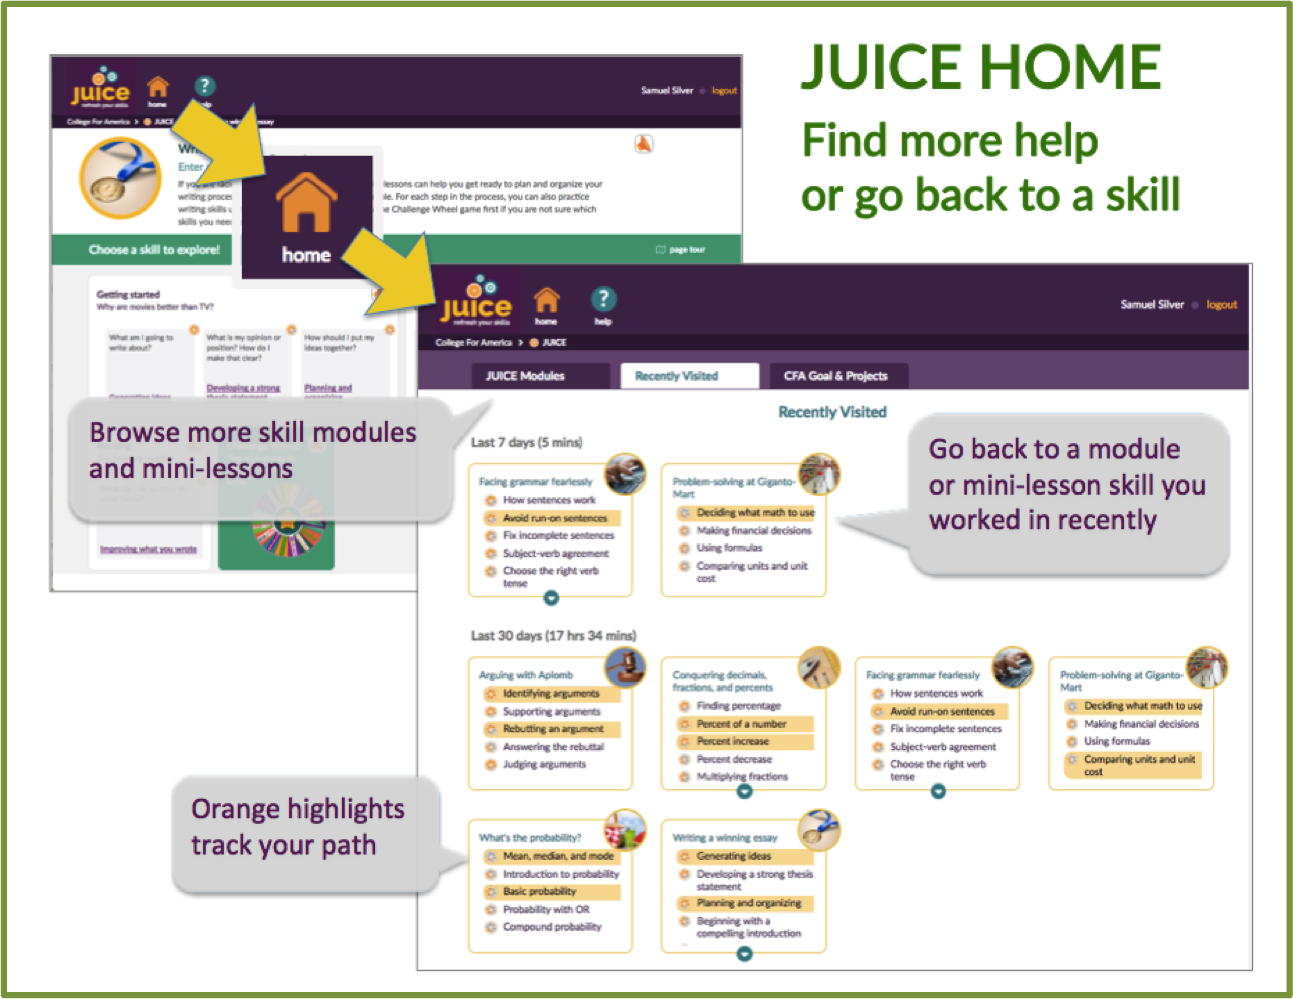 JUICE HOME
Find more help
or go back to a skill
juice
refresh your skills
home
?
Samuel Silver
logout
College For America > JUICE
essay
Enter
lessons can help you get ready to plan and organize your
writing proces
le. For each step in the process, you can also practice
writing skills u
e Challenge Wheel game first if you are not sure which
skills you nee
Choose a skill to explore!
page tour
home
Getting started
Why are movies better than TV?
What am I going to
write about?
What is my opinion or
position? How do I
make that clear?
How should I put my
ideas together?
Developing a strong
thesis statement
Planning and
organizing
Generating ideas
Improving what you wrote
Browse more skill modules
and mini-lessons
juice
refresh your skills
home
?
help
Samuel Silver
logout
College For America > JUICE
JUICE Modules
Recently Visited
CFA Goal & Projects
Recently Visited
Last 7 days (5 mins)
Facing grammar fearlessly
How sentences work
Avoid run-on sentences
Fix incomplete sentences
Subject-verb agreement
Choose the right verb
tense
Problem-solving at Giganto-
Mart
Deciding what math to use
Making financial decisions
Using formulas
Comparing units and unit
cost
Go back to a module
or mini-lesson skill you
worked in recently
Last 30 days (17 hrs 34 mins)
Arguing with Aplomb
Identifying arguments
Supporting arguments
Rebutting an argument
Answering the rebuttal
Judging arguments
Conquering decimals,
fractions, and percents
Finding percentage
Percent of a number
Percent increase
Percent decrease
Multiplying fractions
Facing grammar fearlessly
How sentences work
Avoid run-on sentences
Fix incomplete sentences
Subject-verb agreement
Choose the right verb
tense
Problem-solving at Giganto-
Mart
Deciding what math to use
Making financial decisions
Using formulas
Comparing units and unit
cost
Orange highlights
track your path
What's the probability?
Mean, median, and mode
Introduction to probability
Basic probability
Probability with OR
Compound probability
Writing a winning essay
Generating ideas
Developing a strong thesis
statement
Planning and organizing
Beginning with a
compelling introduction